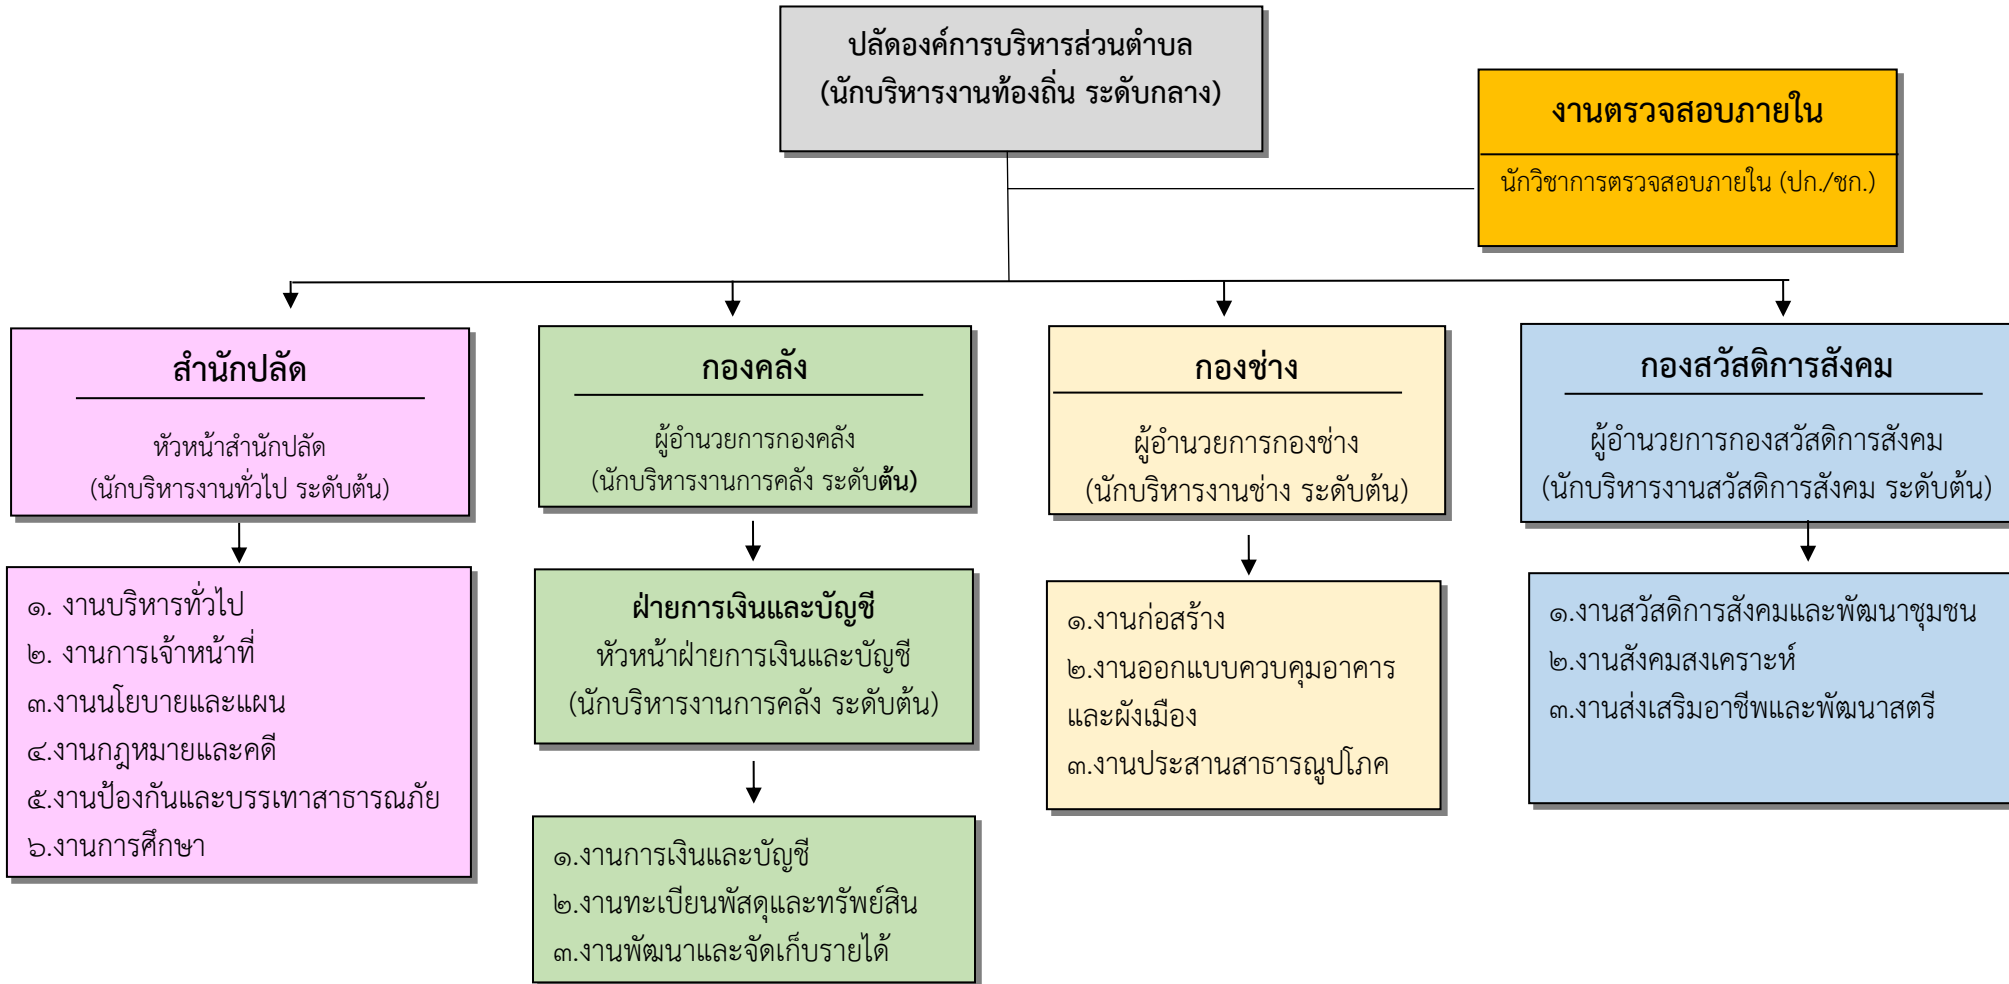 ปลัดองค์การบริหารส่วนตำบล
(นักบริหารงานท้องถิ่น ระดับกลาง)
งานตรวจสอบภายใน
นักวิชาการตรวจสอบภายใน (ปก./ชก.)
สำนักปลัด
หัวหน้าสำนักปลัด
(นักบริหารงานทั่วไป ระดับต้น)
๑. งานบริหารทั่วไป
๒. งานการเจ้าหน้าที่
๓.งานนโยบายและแผน
๔.งานกฎหมายและคดี
๕.งานป้องกันและบรรเทาสาธารณภัย
๖.งานการศึกษา
กองคลัง
ผู้อำนวยการกองคลัง
(นักบริหารงานการคลัง ระดับต้น)
ฝ่ายการเงินและบัญชี
หัวหน้าฝ่ายการเงินและบัญชี
(นักบริหารงานการคลัง ระดับต้น)
๑.งานการเงินและบัญชี
๒.งานทะเบียนพัสดุและทรัพย์สิน
๓.งานพัฒนาและจัดเก็บรายได้
กองช่าง
ผู้อำนวยการกองช่าง
(นักบริหารงานช่าง ระดับต้น)
๑.งานก่อสร้าง
๒.งานออกแบบควบคุมอาคาร
และผังเมือง
๓.งานประสานสาธารณูปโภค
กองสวัสดิการสังคม
ผู้อำนวยการกองสวัสดิการสังคม
(นักบริหารงานสวัสดิการสังคม ระดับต้น)
๑.งานสวัสดิการสังคมและพัฒนาชุมชน
๒.งานสังคมสงเคราะห์
๓.งานส่งเสริมอาชีพและพัฒนาสตรี